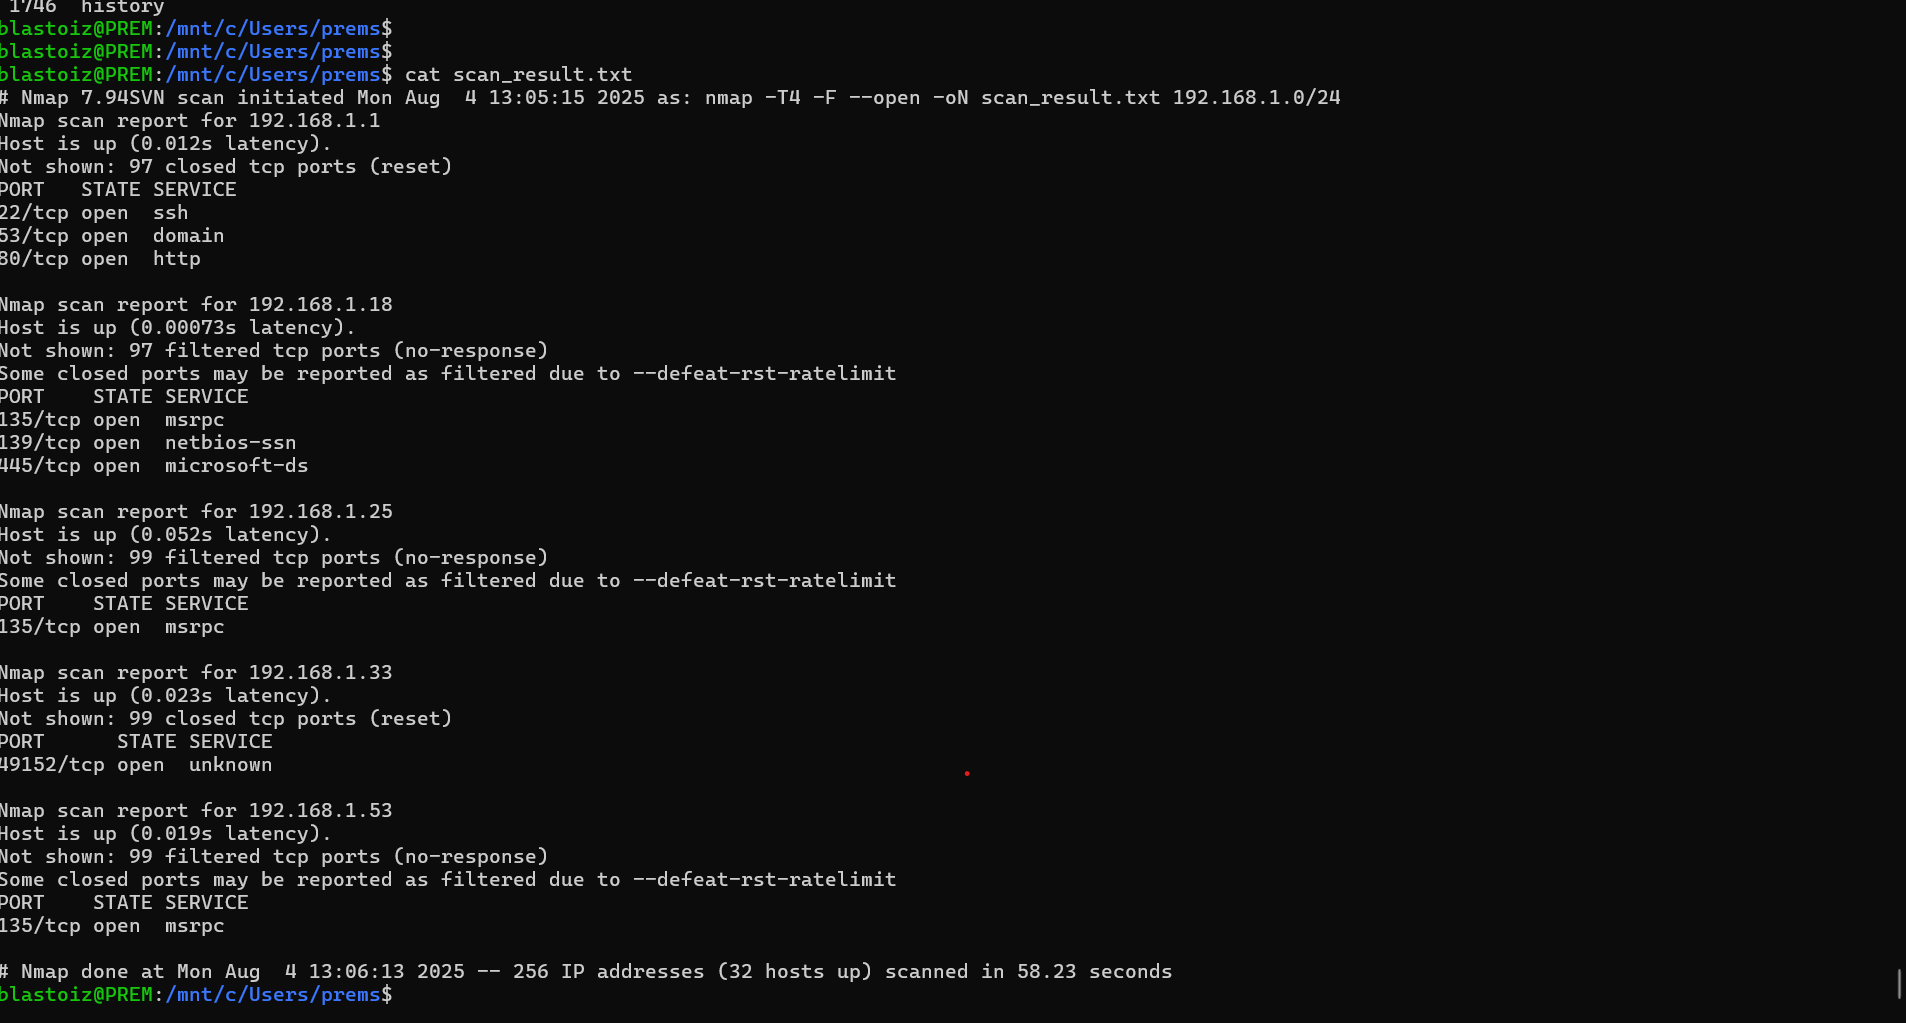 1746  history
blastoiz@PREM:/mnt/c/Users/prems$
blastoiz@PREM:/mnt/c/Users/prems$
blastoiz@PREM:/mnt/c/Users/prems$ cat scan_result.txt
# Nmap 7.94SVN scan initiated Mon Aug  4 13:05:15 2025 as: nmap -T4 -F --open -oN scan_result.txt 192.168.1.0/24
Nmap scan report for 192.168.1.1
Host is up (0.012s latency).
Not shown: 97 closed tcp ports (reset)
PORT   STATE SERVICE
22/tcp open  ssh
53/tcp open  domain
80/tcp open  http
Nmap scan report for 192.168.1.18
Host is up (0.00073s latency).
Not shown: 97 filtered tcp ports (no-response)
Some closed ports may be reported as filtered due to --defeat-rst-ratelimit
PORT    STATE SERVICE
135/tcp open  msrpc
139/tcp open  netbios-ssn
445/tcp open  microsoft-ds
Nmap scan report for 192.168.1.25
Host is up (0.052s latency).
Not shown: 99 filtered tcp ports (no-response)
Some closed ports may be reported as filtered due to --defeat-rst-ratelimit
PORT    STATE SERVICE
135/tcp open  msrpc
Nmap scan report for 192.168.1.33
Host is up (0.023s latency).
Not shown: 99 closed tcp ports (reset)
PORT      STATE SERVICE
49152/tcp open  unknown
Nmap scan report for 192.168.1.53
Host is up (0.019s latency).
Not shown: 99 filtered tcp ports (no-response)
Some closed ports may be reported as filtered due to --defeat-rst-ratelimit
PORT    STATE SERVICE
135/tcp open  msrpc
# Nmap done at Mon Aug  4 13:06:13 2025 -- 256 IP addresses (32 hosts up) scanned in 58.23 seconds
blastoiz@PREM:/mnt/c/Users/prems$